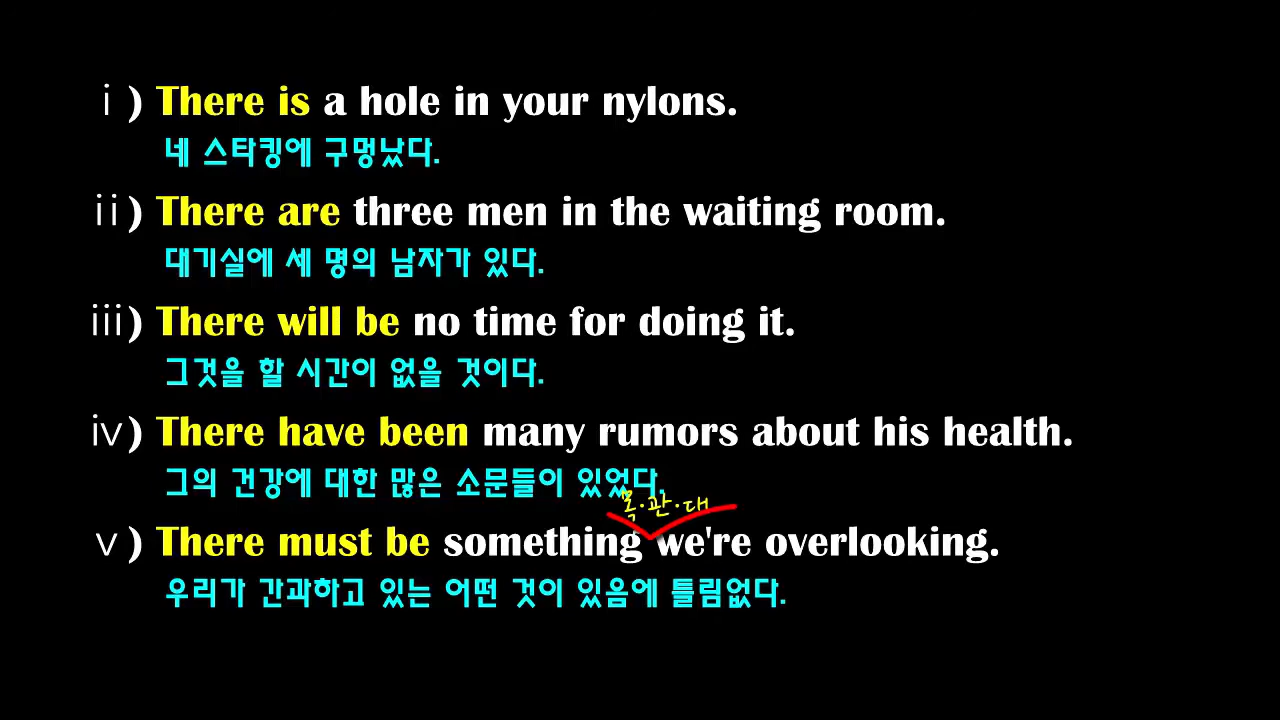 ⅰ) There is a hole in your nylons.
네 스타킹에 구멍났다.
ⅱ) There are three men in the waiting room.
대기실에 세 명의 남자가 있다.
ⅲ) There will be no time for doing it.
그것을 할 시간이 없을 것이다.
ⅳ) There have been many rumors about his health.
그의 건강에 대한 많은 소문들이 있었다.
목·관·대
ⅴ) There must be something we're overlooking.
우리가 간과하고 있는 어떤 것이 있음에 틀림없다.